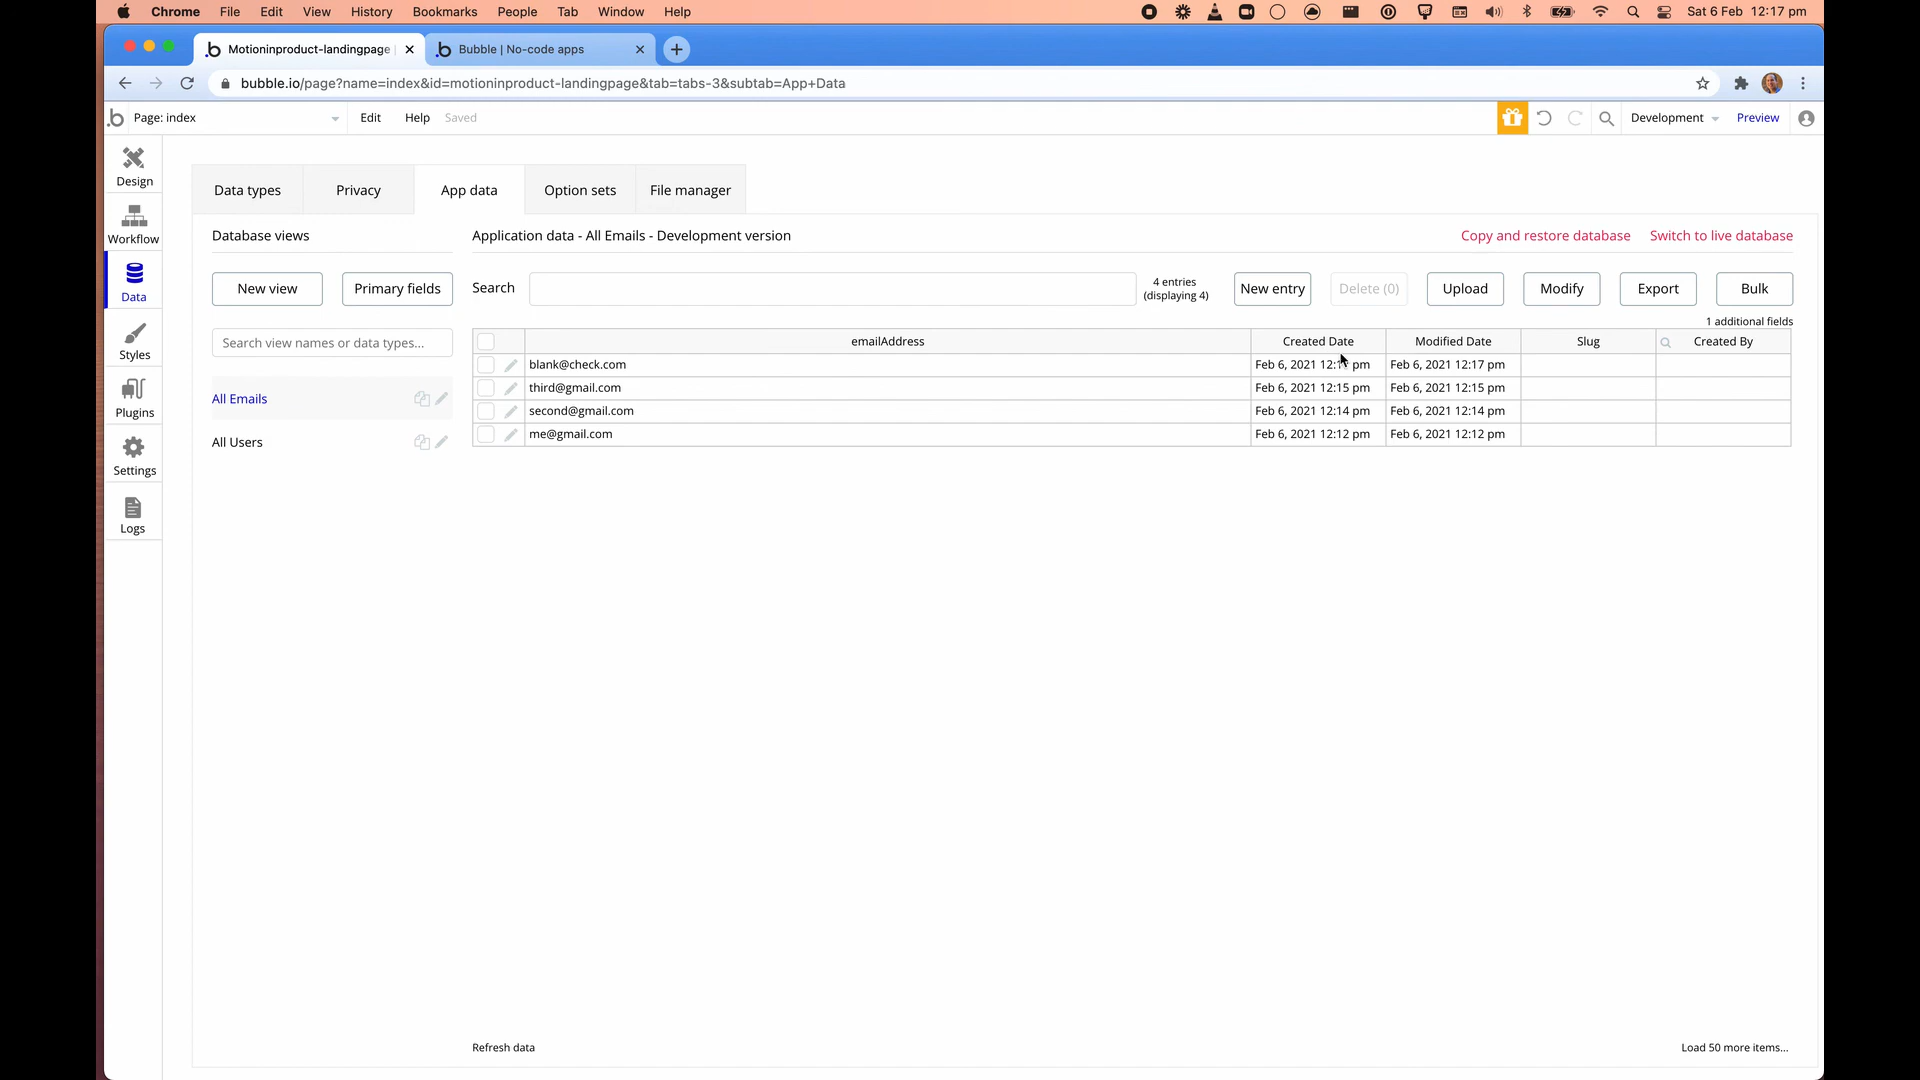 Chrome File Edit View History Bookmarks People Tab Window Help Sat 6 Feb 12:17 pm
Motioninproduct-landingpage Bubble | No-code apps
bubble.io/page?name=index&id=motioninproduct-landingpage&tab=tabs-3&subtab=App+Data
Page: index Edit Help Saved Development Preview
Design
Workflow
Data
Styles
Plugins
Settings
Logs
Data types Privacy App data Option sets File manager
Database views
New view Primary fields
Search view names or data types...
All Emails
All Users
Application data - All Emails - Development version Copy and restore database Switch to live database
Search 4 entries (displaying 4) New entry Delete (0) Upload Modify Export Bulk
1 additional fields
emailAddress Created Date Modified Date Slug Created By
blank@check.com Feb 6, 2021 pm Feb 6, 2021 12:17 pm
third@gmail.com Feb 6, 2021 12:15 pm Feb 6, 2021 12:15 pm
second@gmail.com Feb 6, 2021 12:14 pm Feb 6, 2021 12:14 pm
me@gmail.com Feb 6, 2021 12:12 pm Feb 6, 2021 12:12 pm
Refresh data Load 50 more items...